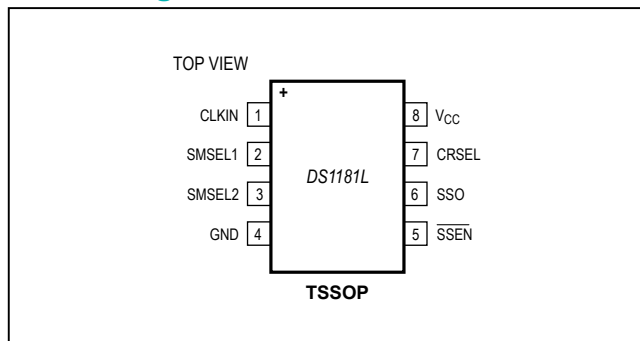 TOP VIEW
+
CLKIN 1
SMSEL1 2
SMSEL2 3
GND 4
DS1181L
8 VCC
7 CRSEL
6 SSO
5 SSEN
TSSOP